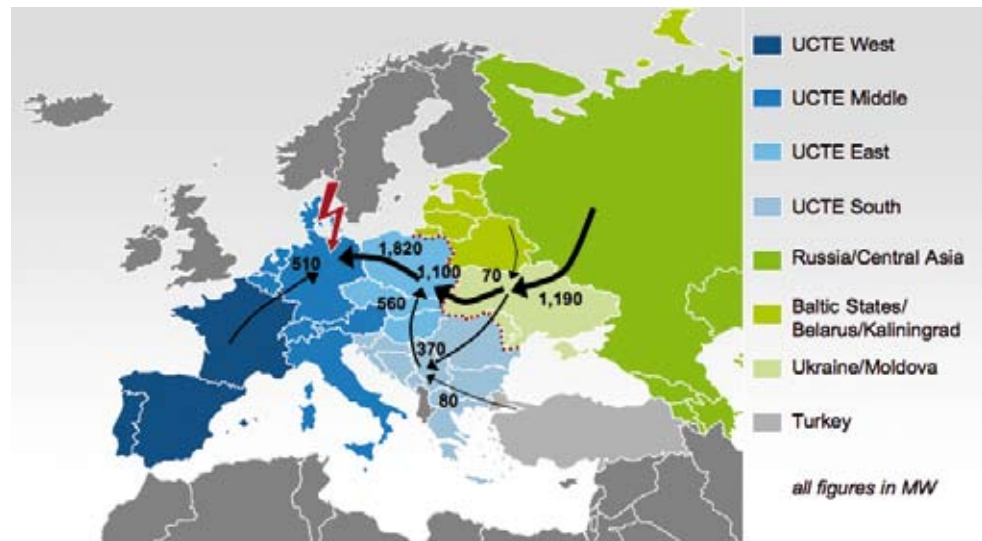 UCTE West
UCTE Middle
UCTE East
UCTE South
Russia/Central Asia
Baltic States/
Belarus/Kaliningrad
Ukraine/Moldova
Turkey
all figures in MW
1,820
510
1,100
70
560
1,190
370
80